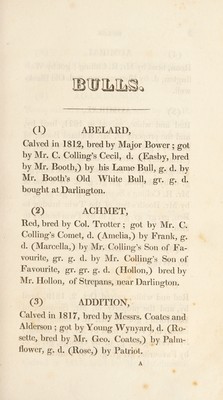 BULLS.
(1) ABELARD,
Calved in 1812, bred by Major Bower; got
by Mr. C. Colling's Cecil, d. (Easby, bred
by Mr. Booth,) by his Lame Bull, g. d. by
Mr. Booth's Old White Bull, gr. g. d.
bought at Darlington.
(2) ACHMET,
Red, bred by Col. Trotter; got by Mr. C.
Colling's Comet, d. (Amelia,) by Frank, g.
d. (Marcella,) by Mr. Colling's Son of Fa-
vourite, gr. g. d. by Mr. Colling's Son of
Favourite, gr. gr. g. d. (Hollon,) bred by
Mr. Hollon, of Strepans, near Darlington.
(3) ADDITION,
Calved in 1817, bred by Messrs. Coates and
Alderson; got by Young Wynyard, d. (Ro-
sette, bred by Mr. Geo. Coates,) by Palm-
flower, g. d. (Rose,) by Patriot.
A